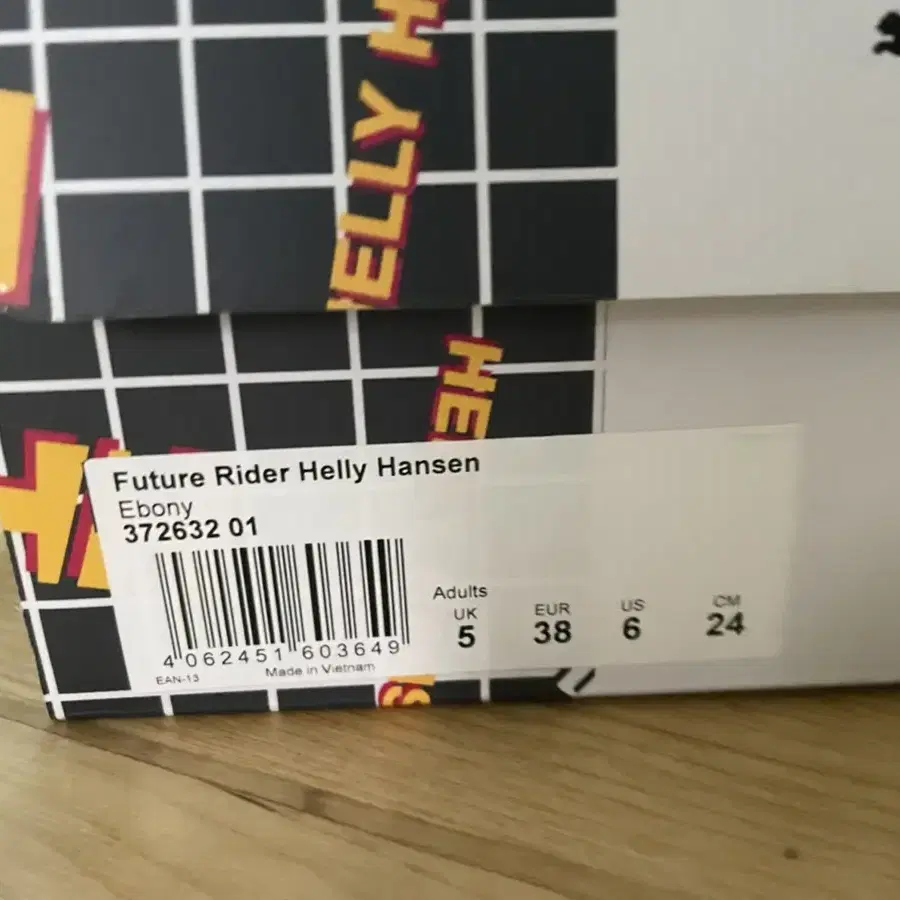 ELLY H
HE
Future Rider Helly Hansen
Ebony
372632 01
Adults
UK EUR US CM
5 38 6 24
4 062451 603649
EAN-13 Made in Vietnam